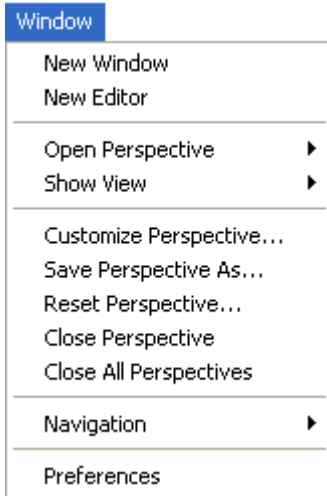 Window
New Window
New Editor
Open Perspective
Show View
Customize Perspective...
Save Perspective As...
Reset Perspective...
Close Perspective
Close All Perspectives
Navigation
Preferences